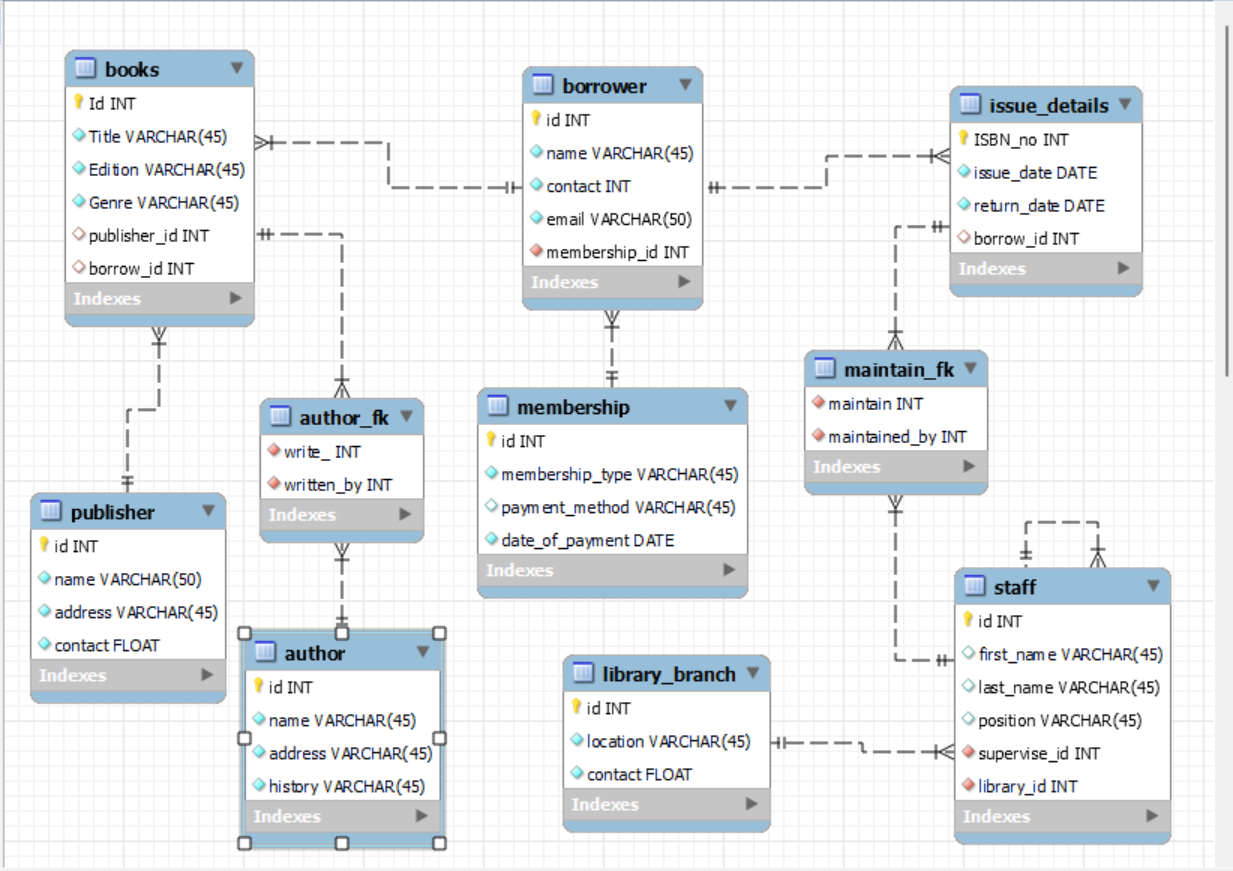 books
Id INT
Title VARCHAR(45)
Edition VARCHAR(45)
Genre VARCHAR(45)
publisher_id INT
borrow_id INT
Indexes
borrower
id INT
name VARCHAR(45)
contact INT
email VARCHAR(50)
membership_id INT
Indexes
issue_details
ISBN_no INT
issue_date DATE
return_date DATE
borrow_id INT
Indexes
author_fk
write_ INT
written_by INT
Indexes
membership
id INT
membership_type VARCHAR(45)
payment_method VARCHAR(45)
date_of_payment DATE
Indexes
maintain_fk
maintain INT
maintained_by INT
Indexes
publisher
id INT
name VARCHAR(50)
address VARCHAR(45)
contact FLOAT
Indexes
author
id INT
name VARCHAR(45)
address VARCHAR(45)
history VARCHAR(45)
Indexes
library_branch
id INT
location VARCHAR(45)
contact FLOAT
Indexes
staff
id INT
first_name VARCHAR(45)
last_name VARCHAR(45)
position VARCHAR(45)
supervise_id INT
library_id INT
Indexes